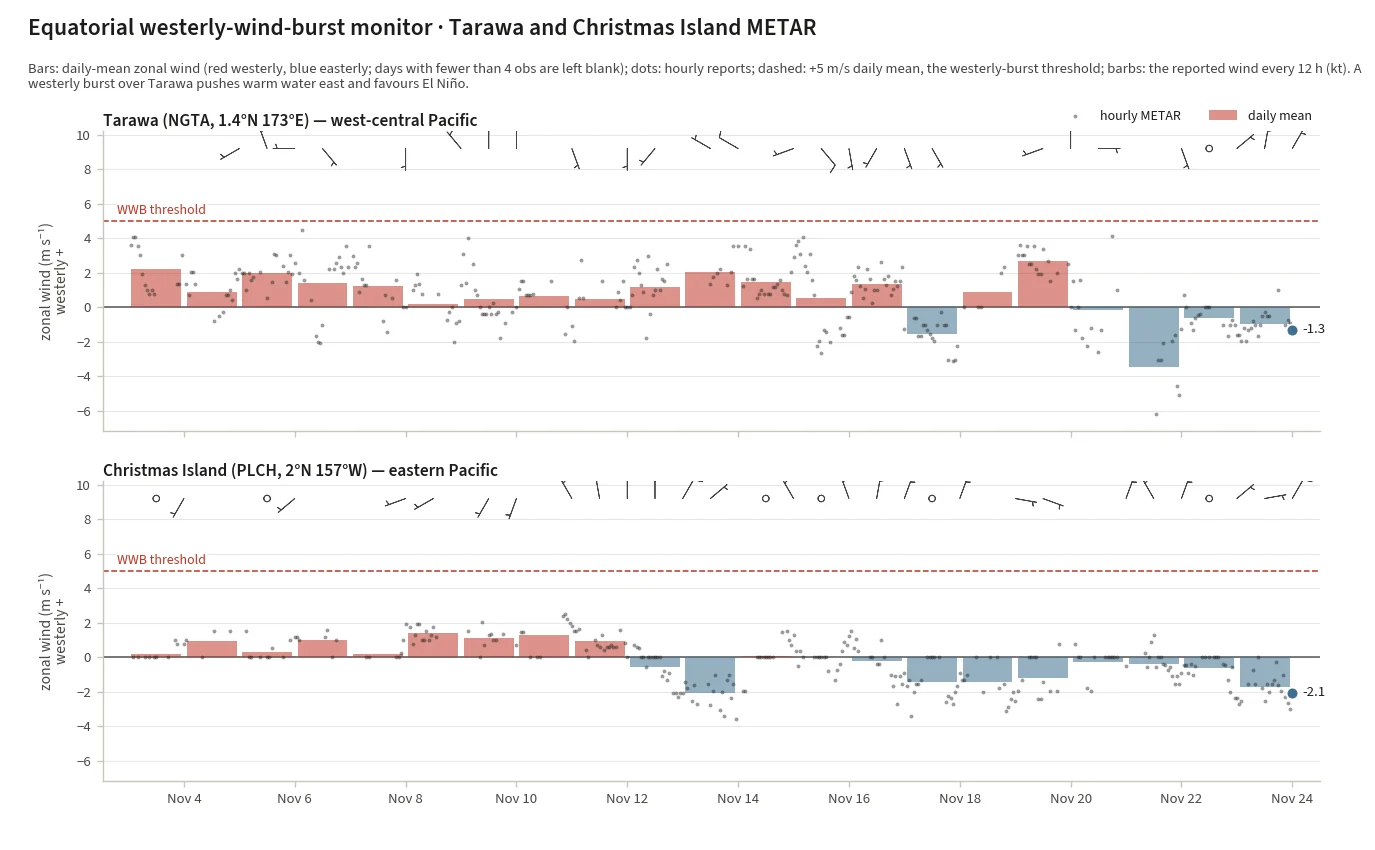 Equatorial westerly-wind-burst monitor · Tarawa and Christmas Island METAR
Bars: daily-mean zonal wind (red westerly, blue easterly; days with fewer than 4 obs are left blank); dots: hourly reports; dashed: +5 m/s daily mean, the westerly-burst threshold; barbs: the reported wind every 12 h (kt). A
westerly burst over Tarawa pushes warm water east and favours El Niño.
Tarawa (NGTA, 1.4°N 173°E) — west-central Pacific
hourly METAR
daily mean
10
8
6
4
2
0
−2
−4
−6
zonal wind (m s⁻¹)
westerly +
WWB threshold
-1.3
Christmas Island (PLCH, 2°N 157°W) — eastern Pacific
10
8
6
4
2
0
−2
−4
−6
zonal wind (m s⁻¹)
westerly +
WWB threshold
-2.1
Nov 4 Nov 6 Nov 8 Nov 10 Nov 12 Nov 14 Nov 16 Nov 18 Nov 20 Nov 22 Nov 24